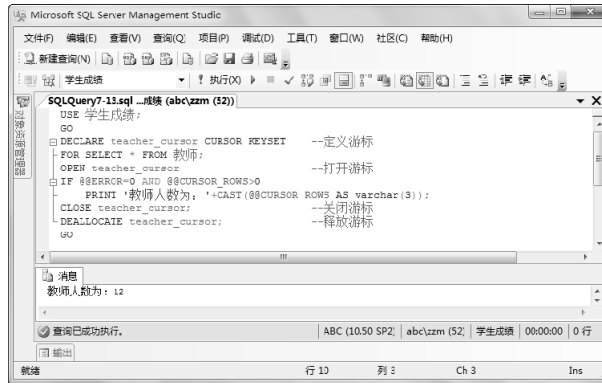 Microsoft SQL Server Management Studio
文件(F) 编辑(E) 查看(V) 查询(Q) 项目(P) 调试(D) 工具(T) 窗口(W) 社区(C) 帮助(H)
新建查询(N)
学生成绩 执行(X)
SQLQuery7-13.sql ...成绩 (abc\zzm (52))
对象资源管理器
USE 学生成绩;
GO
DECLARE teacher_cursor CURSOR KEYSET --定义游标
FOR SELECT * FROM 教师;
OPEN teacher_cursor --打开游标
IF @@ERROR=0 AND @@CURSOR_ROWS>0
PRINT '教师人数为: '+CAST(@@CURSOR_ROWS AS varchar(3));
CLOSE teacher_cursor; --关闭游标
DEALLOCATE teacher_cursor; --释放游标
GO
消息
教师人数为: 12
查询已成功执行。 ABC (10.50 SP2) abc\zzm (52) 学生成绩 00:00:00 0 行
输出
就绪 行 10 列 3 Ch 3 Ins